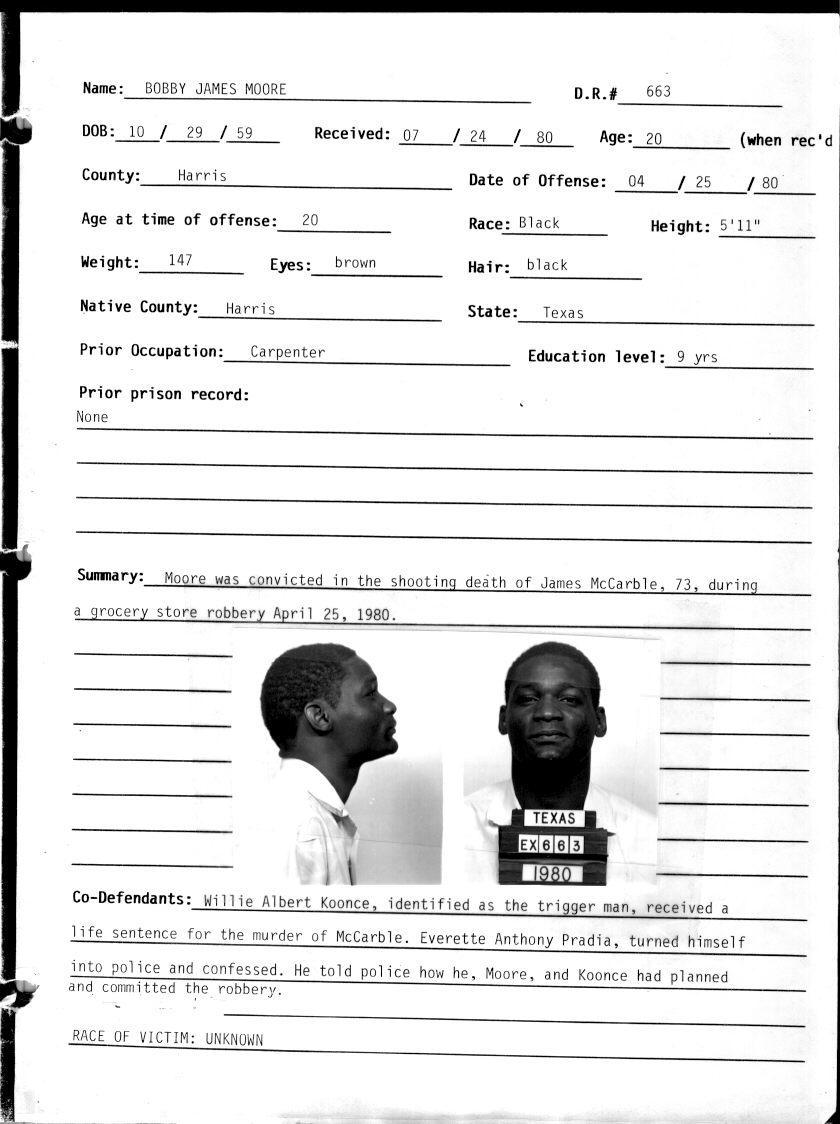 Name: BOBBY JAMES MOORE D.R.# 663
DOB: 10 / 29 / 59 Received: 07 / 24 / 80 Age: 20 (when rec'd
County: Harris Date of Offense: 04 / 25 / 80
Age at time of offense: 20 Race: Black Height: 5'11"
Weight: 147 Eyes: brown Hair: black
Native County: Harris State: Texas
Prior Occupation: Carpenter Education level: 9 yrs
Prior prison record:
None
Summary: Moore was convicted in the shooting death of James McCarble, 73, during
a grocery store robbery April 25, 1980.
TEXAS
EX663
1980
Co-Defendants: Willie Albert Koonce, identified as the trigger man, received a
life sentence for the murder of McCarble. Everette Anthony Pradia, turned himself
into police and confessed. He told police how he, Moore, and Koonce had planned
and committed the robbery.
RACE OF VICTIM: UNKNOWN